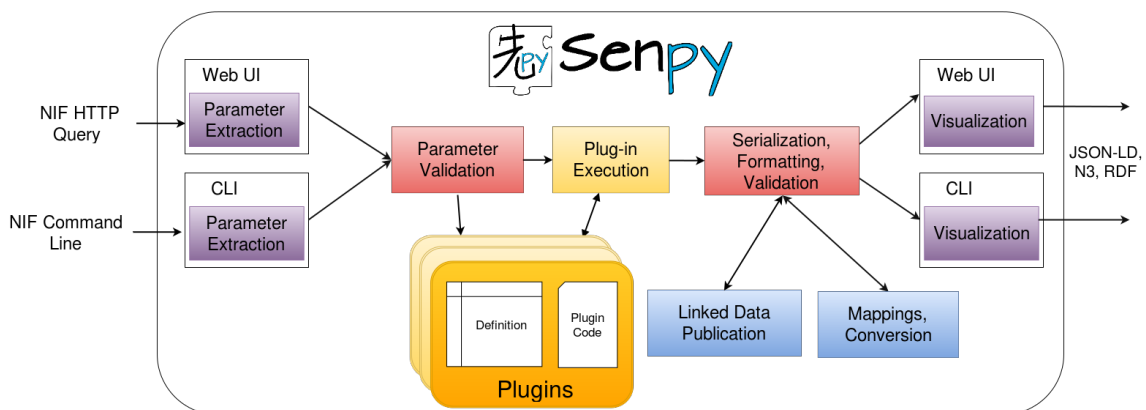 先
py
Senpy
Web UI
Parameter
Extraction
NIF HTTP
Query
CLI
Parameter
Extraction
NIF Command
Line
Parameter
Validation
Plug-in
Execution
Serialization,
Formatting,
Validation
Web UI
Visualization
CLI
Visualization
JSON-LD,
N3, RDF
Definition
Plugin
Code
Plugins
Linked Data
Publication
Mappings,
Conversion